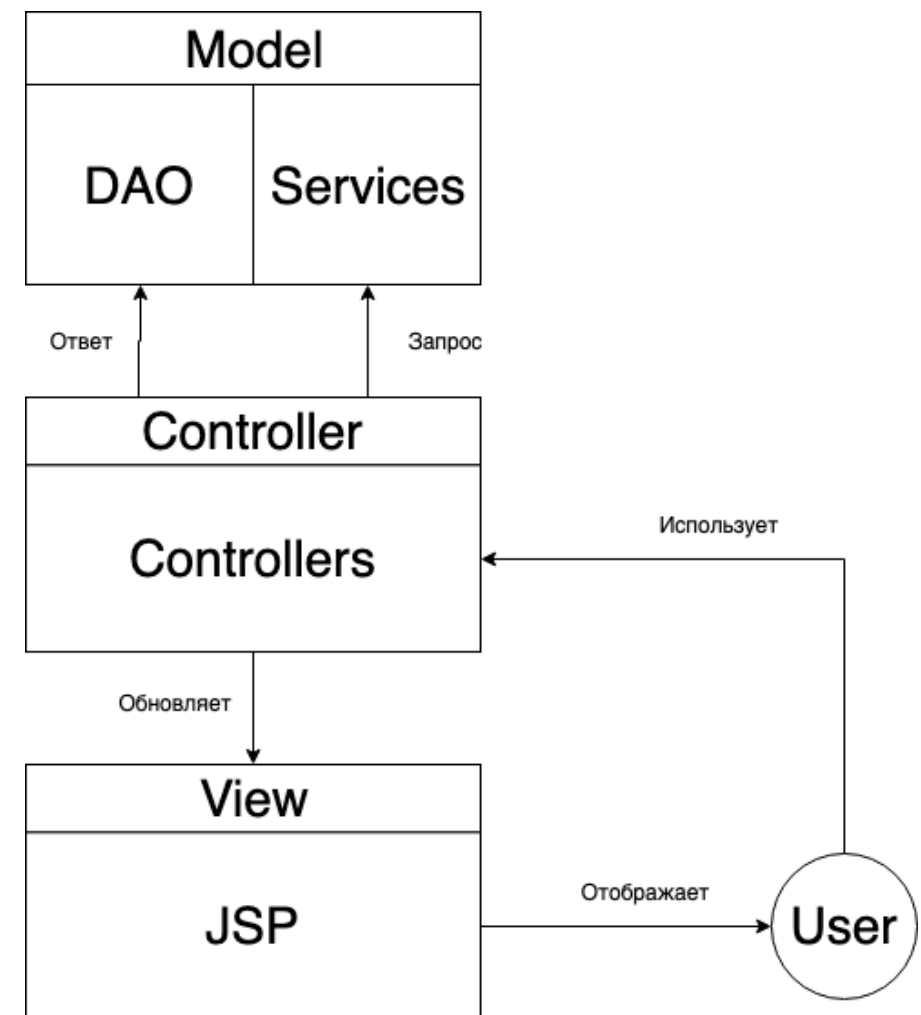 Model
DAO
Services
Ответ
Запрос
Controller
Controllers
Использует
Обновляет
View
Отображает
JSP
User